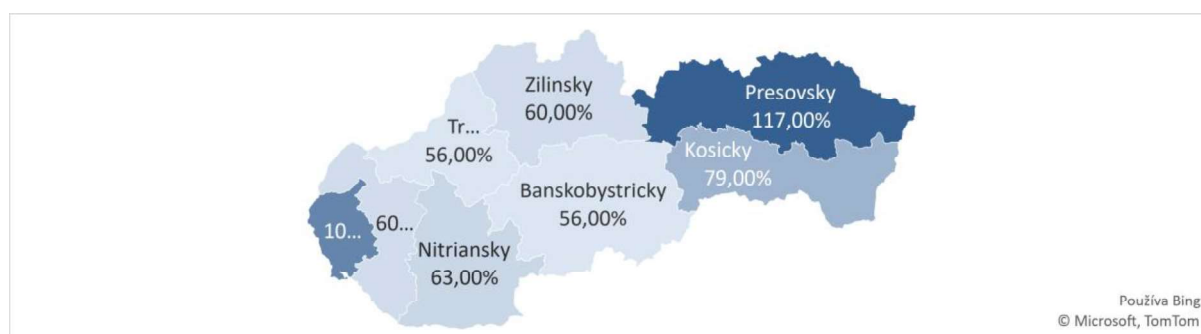 Zilinsky
60,00%
Presovsky
117,00%
Tr...
56,00%
Kosicky
79,00%
Banskobystricky
56,00%
10...
60...
Nitriansky
63,00%
Používa Bing
© Microsoft, TomTom